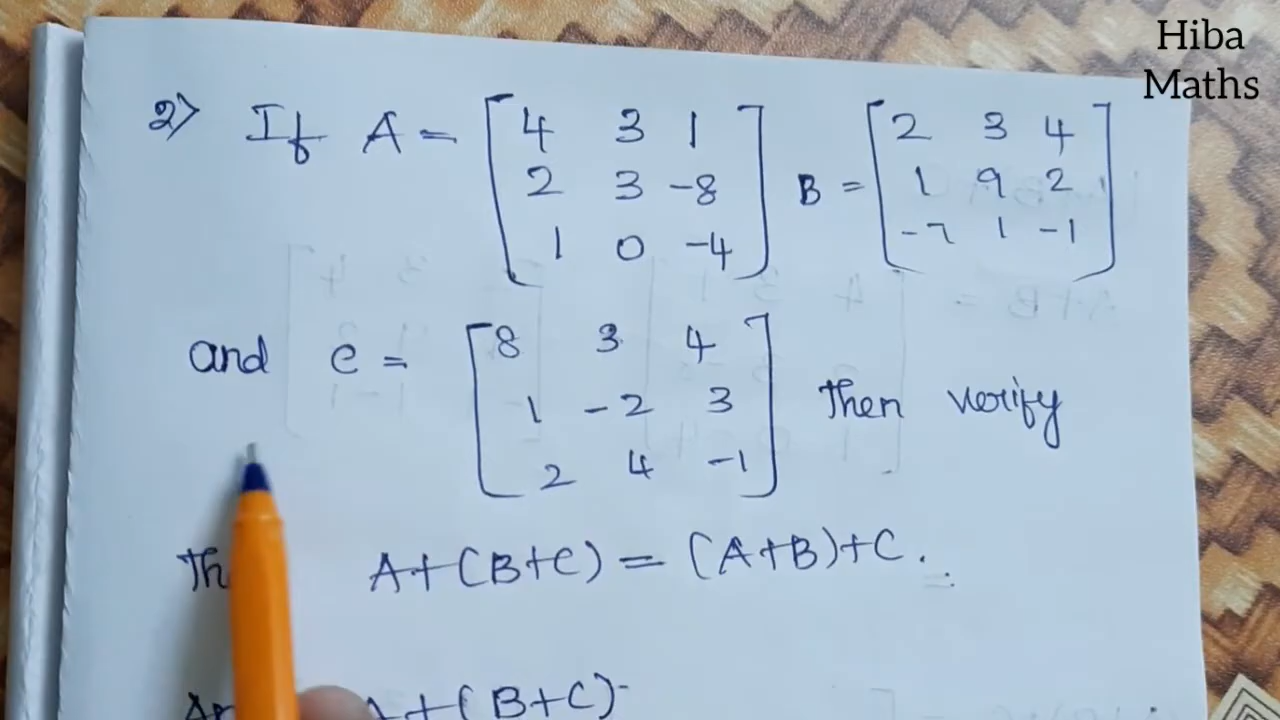 Hiba
Maths
2) If A = [ 4 3 1 B = [ 2 3 4
2 3 -8 1 9 2
1 0 -4 ] -7 1 -1 ]
and C = [ 8 3 4
1 -2 3 then verify
2 4 -1 ]
A+(B+C) = (A+B)+C.
A+(B+C)